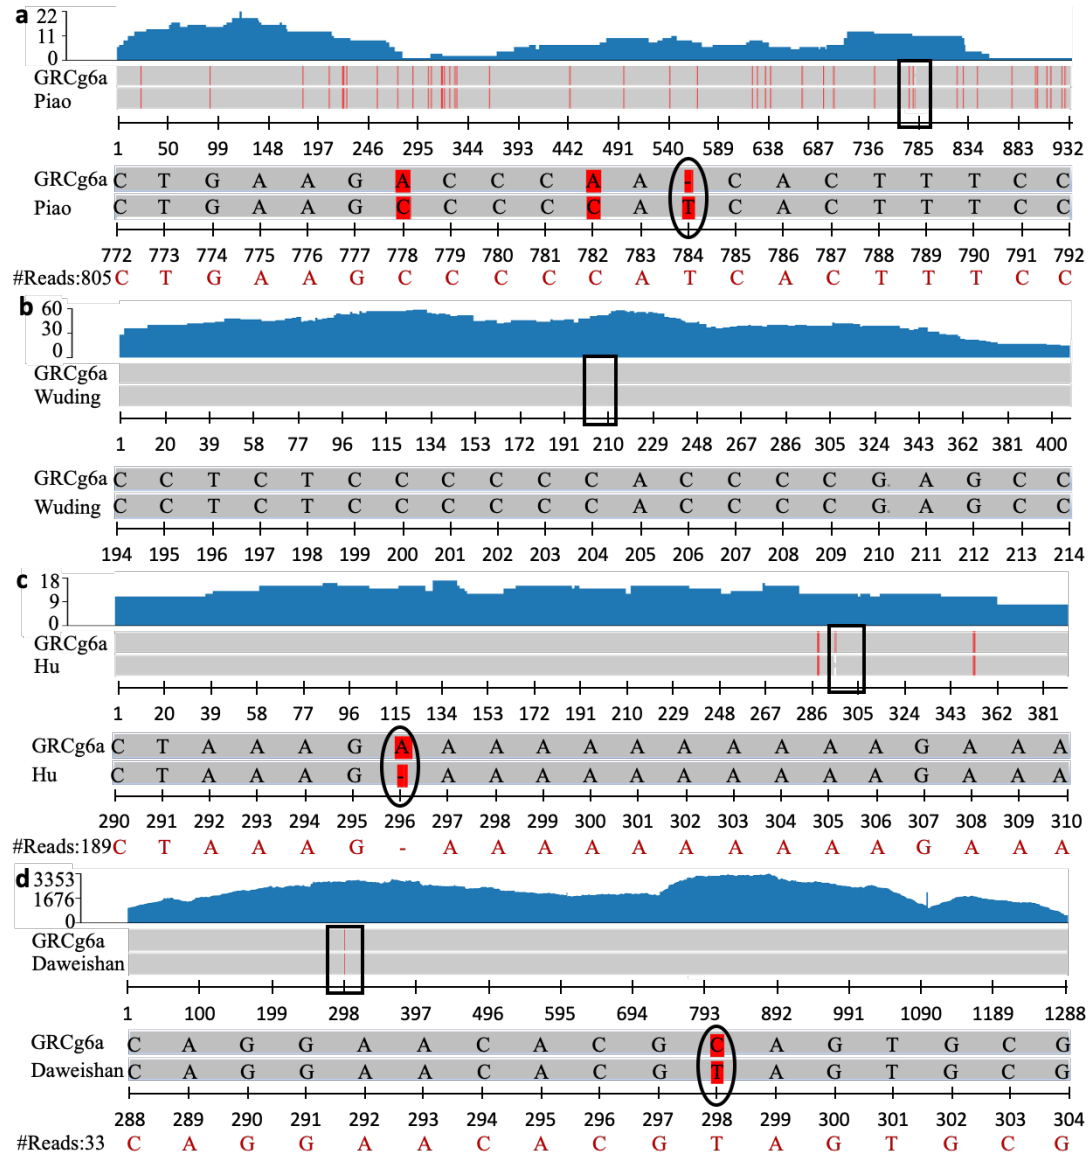 a
22
11
0
GRCg6a
Piao
1 50 99 148 197 246 295 344 393 442 491 540 589 638 687 736 785 834 883 932
GRCg6a C T G A A G A C C C A A - C A C T T T C C
Piao C T G A A G C C C C C A T C A C T T T C C
772 773 774 775 776 777 778 779 780 781 782 783 784 785 786 787 788 789 790 791 792
#Reads:805 C T G A A G C C C C C A T C A C T T T C C
b
60
30
0
GRCg6a
Wuding
1 20 39 58 77 96 115 134 153 172 191 210 229 248 267 286 305 324 343 362 381 400
GRCg6a C C T C T C C C C C C A C C C C G A G C C
Wuding C C T C T C C C C C C A C C C C G A G C C
194 195 196 197 198 199 200 201 202 203 204 205 206 207 208 209 210 211 212 213 214
c
18
9
0
GRCg6a
Hu
1 20 39 58 77 96 115 134 153 172 191 210 229 248 267 286 305 324 343 362 381
GRCg6a C T A A A G A A A A A A A A A A A G A A A
Hu C T A A A G - A A A A A A A A A A G A A A
290 291 292 293 294 295 296 297 298 299 300 301 302 303 304 305 306 307 308 309 310
#Reads:189 C T A A A G - A A A A A A A A A A G A A A
d
3353
1676
0
GRCg6a
Daweishan
1 100 199 298 397 496 595 694 793 892 991 1090 1189 1288
GRCg6a C A G G A A C A C G C A G T G C G
Daweishan C A G G A A C A C G T A G T G C G
288 289 290 291 292 293 294 295 296 297 298 299 300 301 302 303 304
#Reads:33 C A G G A A C A C G T A G T G C G